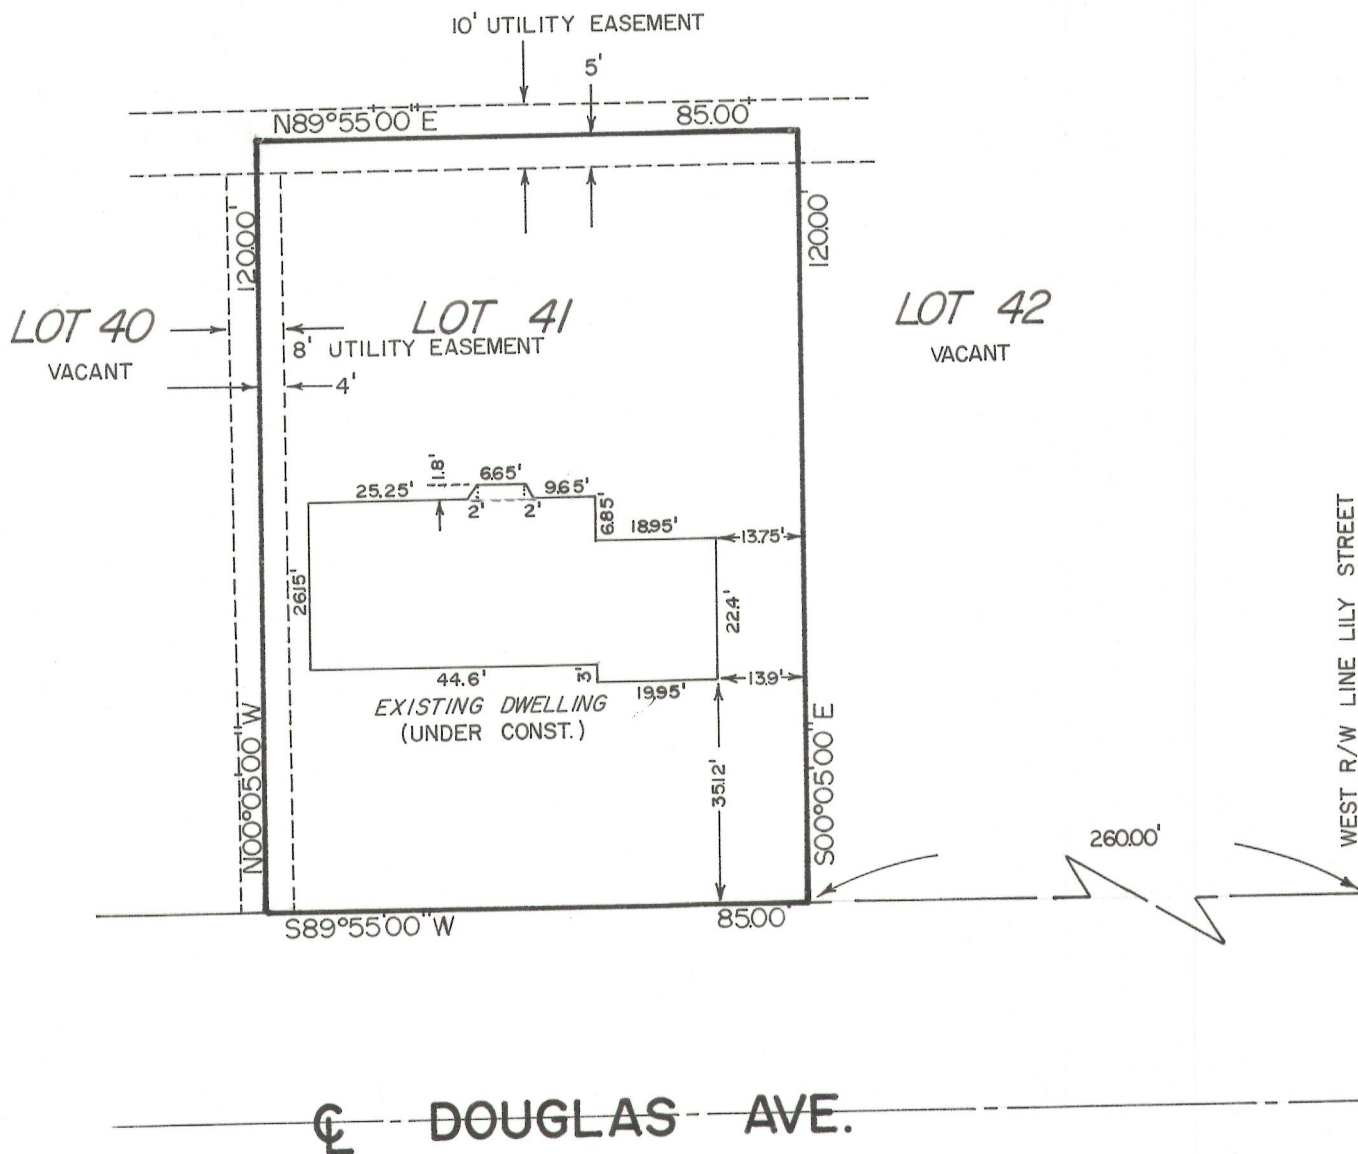 10' UTILITY EASEMENT
5'
N89°55'00"E
85.00'
120.00'
120.00'
LOT 40
VACANT
LOT 41
8' UTILITY EASEMENT
4'
LOT 42
VACANT
1.8'
6.65'
25.25'
9.65'
2'
2'
6.85'
18.95'
13.75'
26.15'
22.4'
44.6'
3'
19.95'
13.9'
EXISTING DWELLING
(UNDER CONST.)
35.12'
N00°05'00"W
S00°05'00"E
WEST R/W LINE LILY STREET
260.00'
S89°55'00"W
85.00'
℄ DOUGLAS AVE.